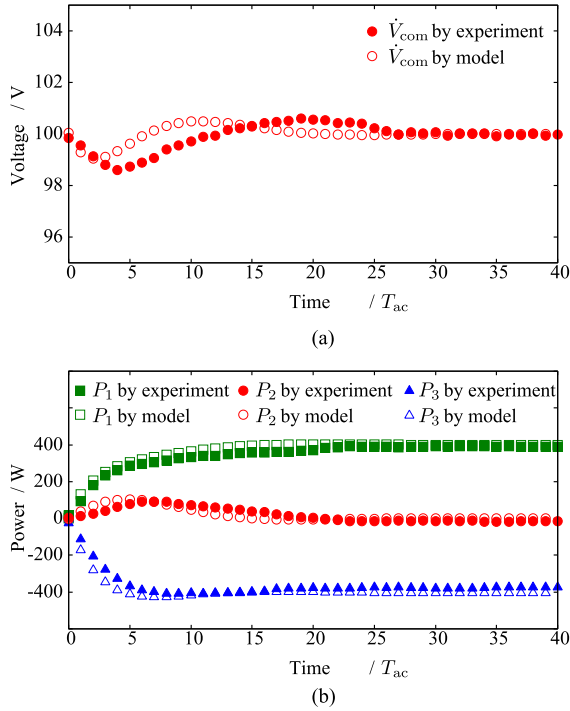 104
102
100
98
96
Voltage / V
V̇com by experiment
V̇com by model
0 5 10 15 20 25 30 35 40
Time / Tac
(a)
P1 by experiment P2 by experiment P3 by experiment
P1 by model P2 by model P3 by model
400
200
0
-200
-400
Power / W
0 5 10 15 20 25 30 35 40
Time / Tac
(b)